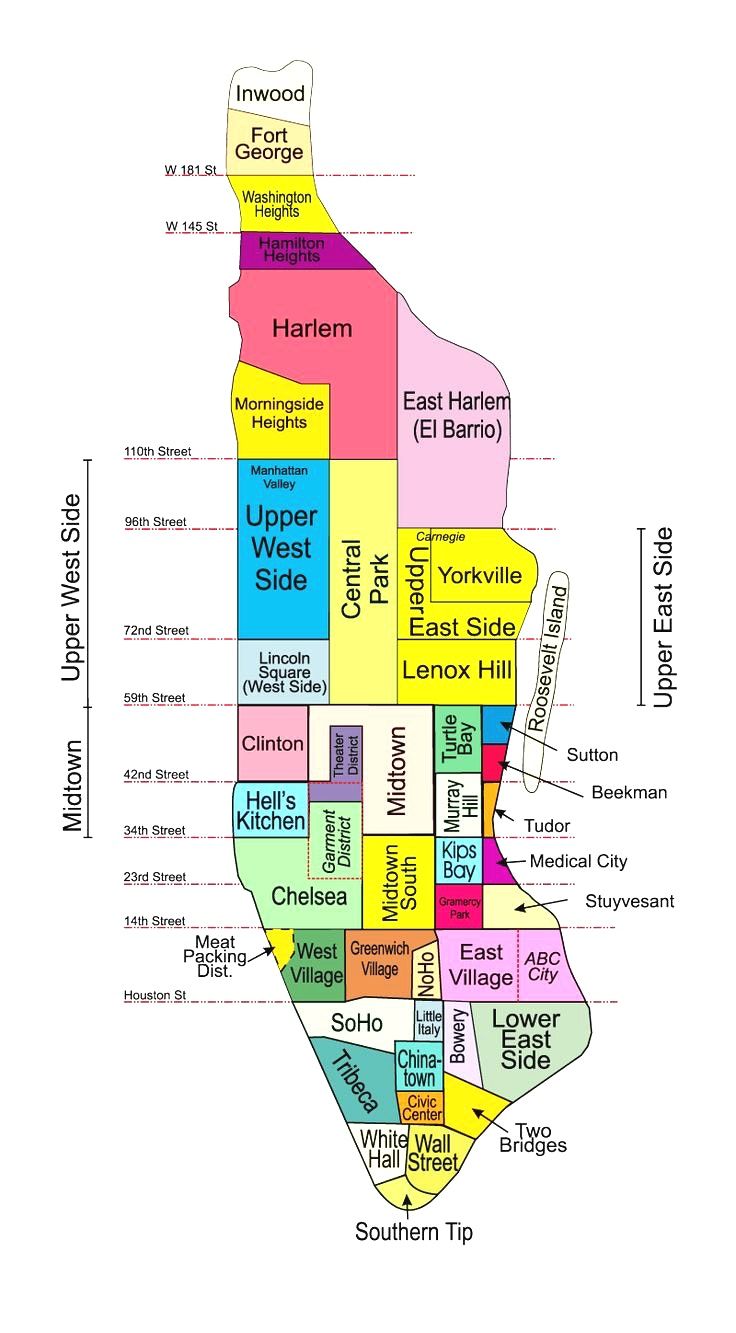 Inwood
Fort
George
W 181 St
Washington
Heights
W 145 St
Hamilton
Heights
Harlem
East Harlem
(El Barrio)
Morningside
Heights
110th Street
Manhattan
Valley
Upper
West
Side
Central
Park
Upper West Side
96th Street
Carnegie
Upper
East Side
Yorkville
Upper East Side
Roosevelt Island
72nd Street
Lincoln
Square
(West Side)
Lenox Hill
59th Street
Clinton
Theater
District
Midtown
Turtle
Bay
Sutton
Beekman
Midtown
42nd Street
Hell's
Kitchen
Garment
District
Murray
Hill
Tudor
34th Street
Kips
Bay
Medical City
Midtown
South
23rd Street
Chelsea
Gramercy
Park
Stuyvesant
14th Street
Meat
Packing
Dist.
West
Village
Greenwich
Village
NoHo
East
Village
ABC
City
Houston St
SoHo
Little
Italy
Bowery
Lower
East
Side
Tribeca
China-
town
Civic
Center
Two
Bridges
White
Hall
Wall
Street
Southern Tip